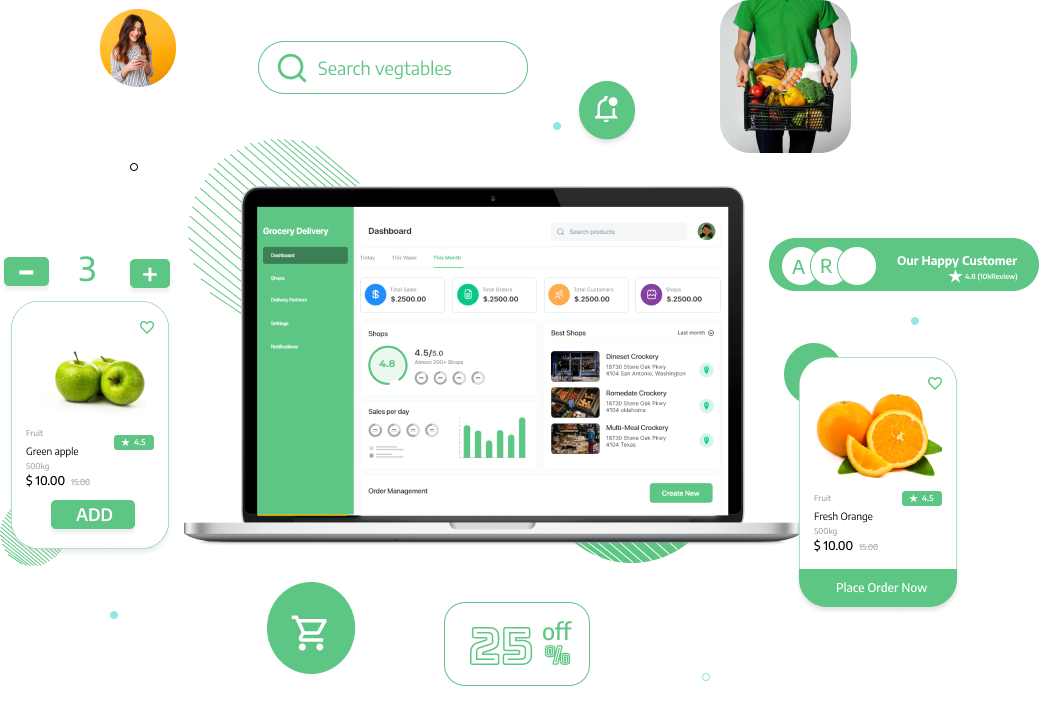 Search vegtables
3
Fruit
4.5
Green apple
500kg
$ 10.00 15.00
ADD
Grocery Delivery
Dashboard
Shops
Delivery Partners
Settings
Notifications
Dashboard
Search products
Today This Week This Month
Total Sales
$.2500.00
Total Orders
$.2500.00
Total Customers
$.2500.00
Shops
$.2500.00
Shops
4.8
4.5/5.0
Almost 200+ Shops
Sales per day
Best Shops
Last month
Dineset Crockery
18730 Stone Oak Pkwy
#104 San Antonio, Washington
Romedate Crockery
18730 Stone Oak Pkwy
#104 oklahoma
Multi-Meal Crockery
18730 Stone Oak Pkwy
#104 Texas
Order Management
Create New
A R
Our Happy Customer
4.8 (10kReview)
Fruit
4.5
Fresh Orange
500kg
$ 10.00 15.00
Place Order Now
25 off
%